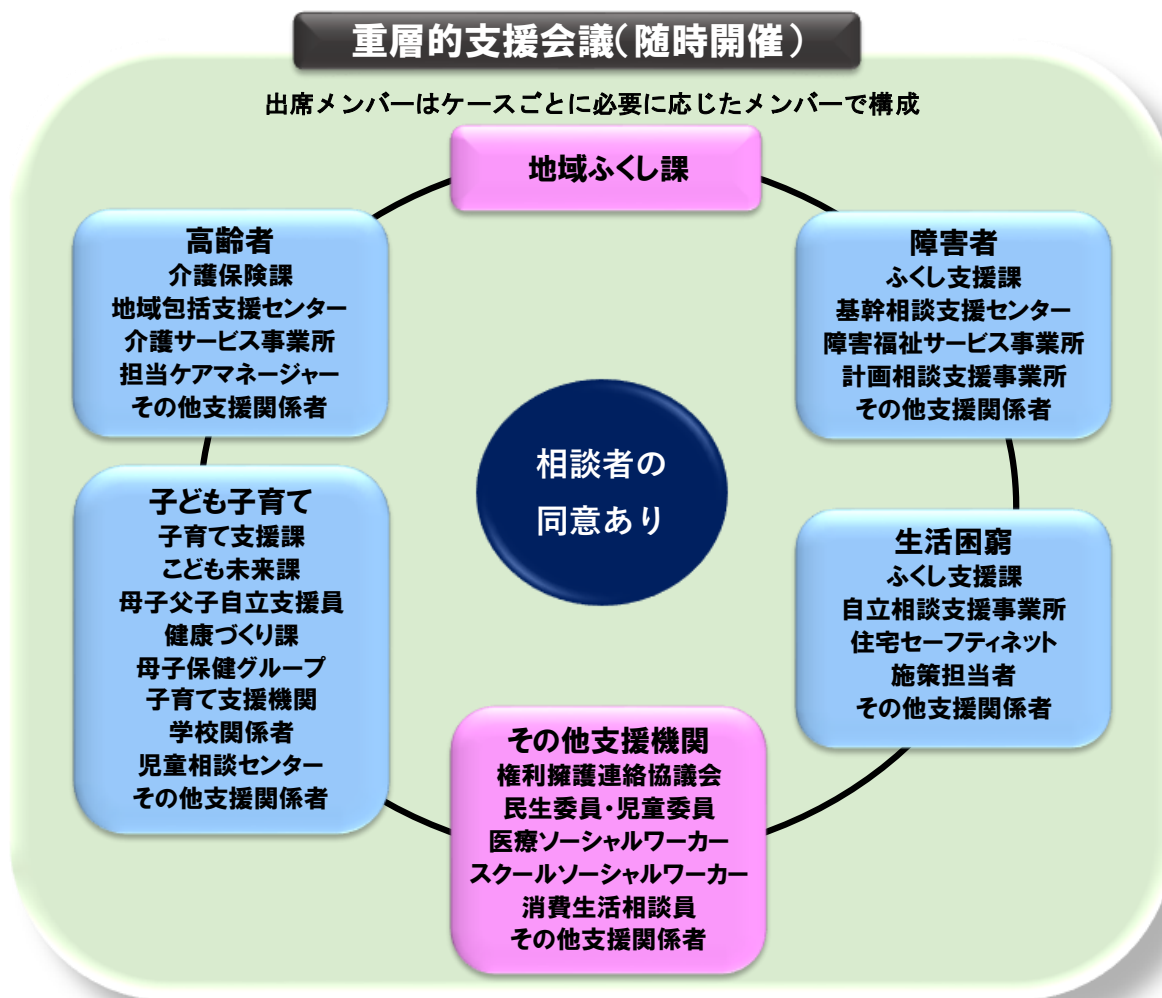 重層的支援会議(随時開催)
出席メンバーはケースごとに必要に応じたメンバーで構成
地域ふくし課
高齢者
介護保険課
地域包括支援センター
介護サービス事業所
担当ケアマネージャー
その他支援関係者
障害者
ふくし支援課
基幹相談支援センター
障害福祉サービス事業所
計画相談支援事業所
その他支援関係者
相談者の
同意あり
子ども子育て
子育て支援課
こども未来課
母子父子自立支援員
健康づくり課
母子保健グループ
子育て支援機関
学校関係者
児童相談センター
その他支援関係者
生活困窮
ふくし支援課
自立相談支援事業所
住宅セーフティネット
施策担当者
その他支援関係者
その他支援機関
権利擁護連絡協議会
民生委員・児童委員
医療ソーシャルワーカー
スクールソーシャルワーカー
消費生活相談員
その他支援関係者